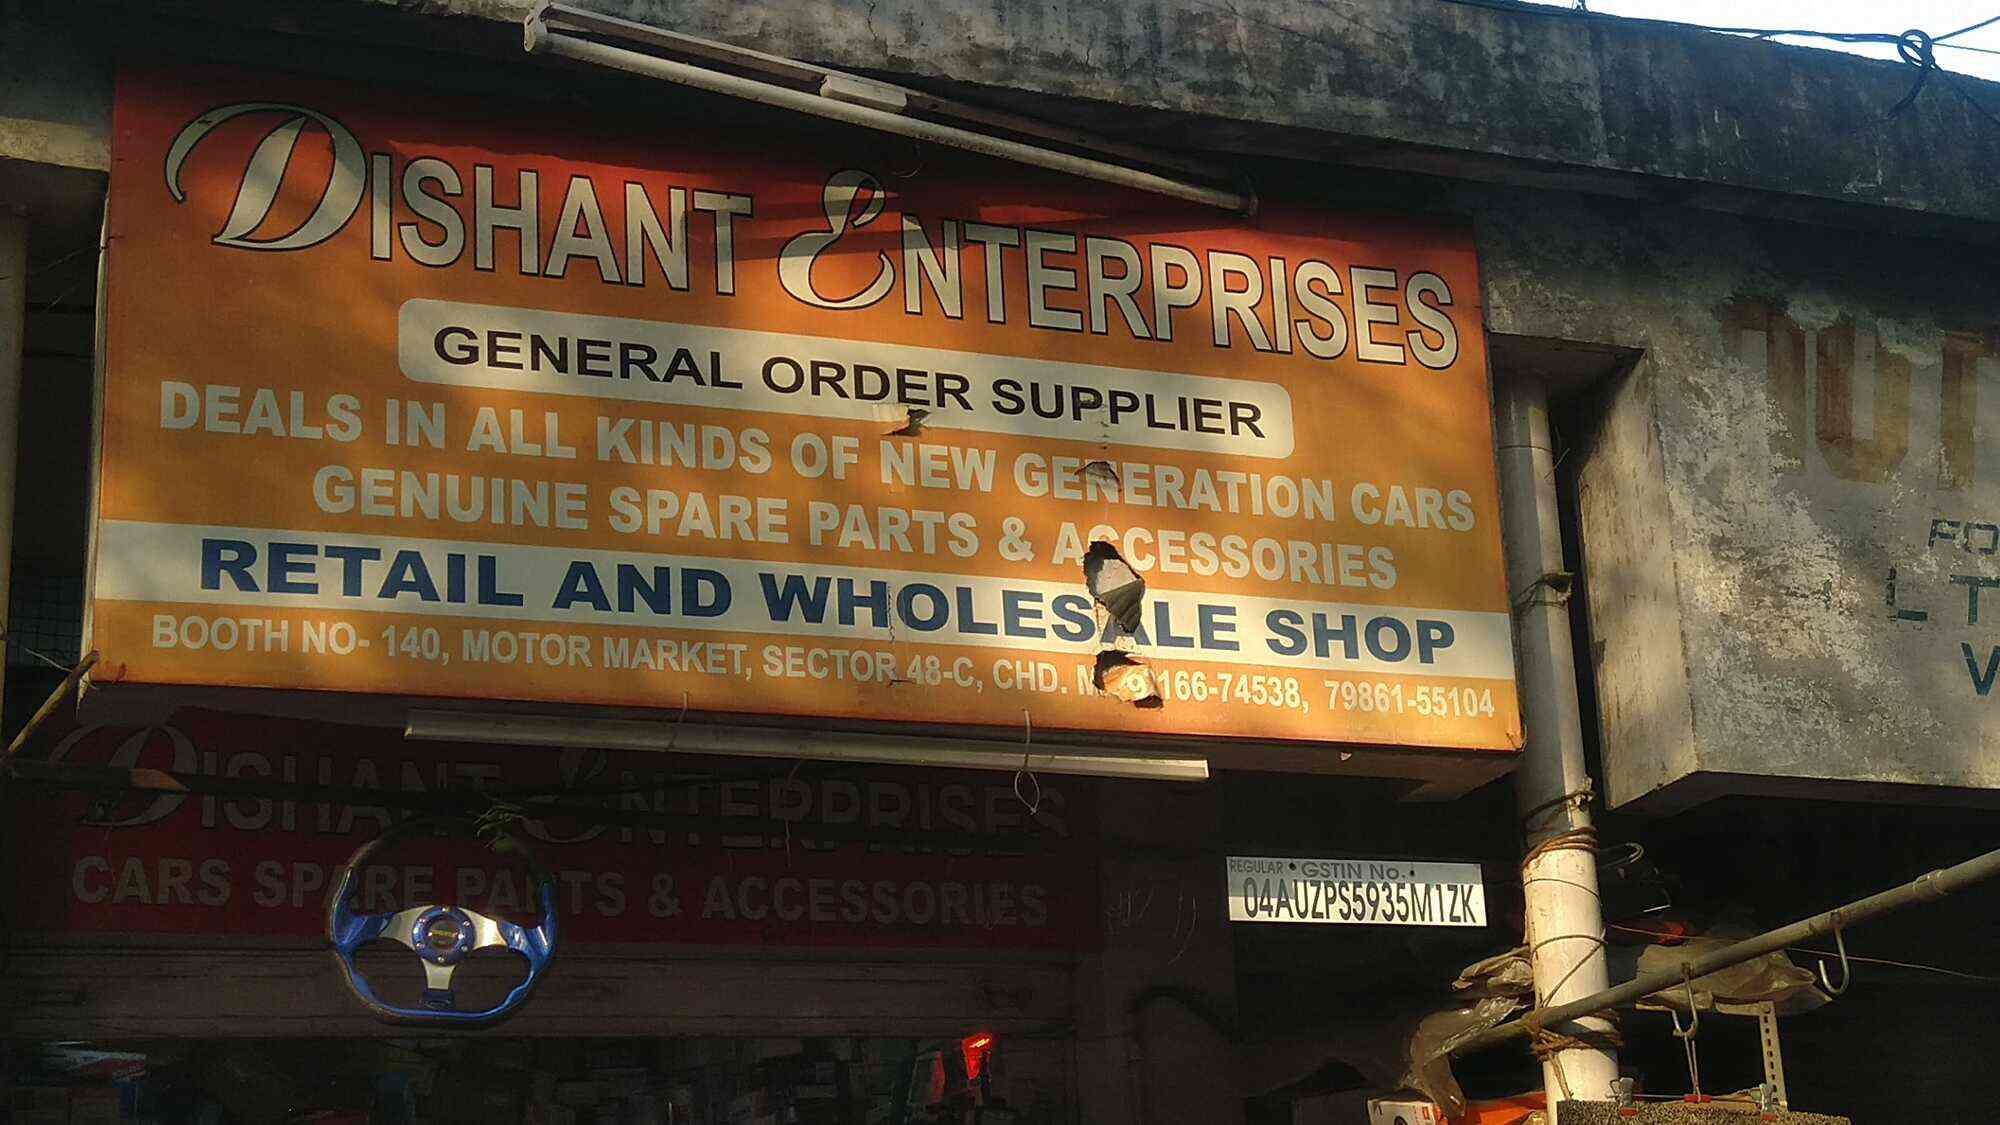 DISHANT ENTERPRISES
GENERAL ORDER SUPPLIER
DEALS IN ALL KINDS OF NEW GENERATION CARS
GENUINE SPARE PARTS & ACCESSORIES
RETAIL AND WHOLESALE SHOP
BOOTH NO- 140, MOTOR MARKET, SECTOR 48-C, CHD. 79861-55104
DISHANT ENTERPRISES
CARS SPARE PARTS & ACCESSORIES
REGULAR GSTIN No.
04AUZPS5935M1ZK